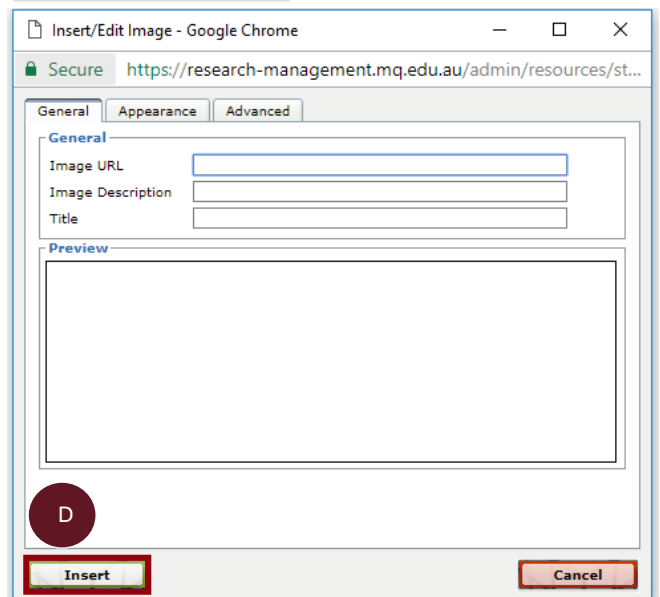 Insert/Edit Image - Google Chrome
Secure https://research-management.mq.edu.au/admin/resources/st...
General Appearance Advanced
General
Image URL
Image Description
Title
Preview
D
Insert Cancel